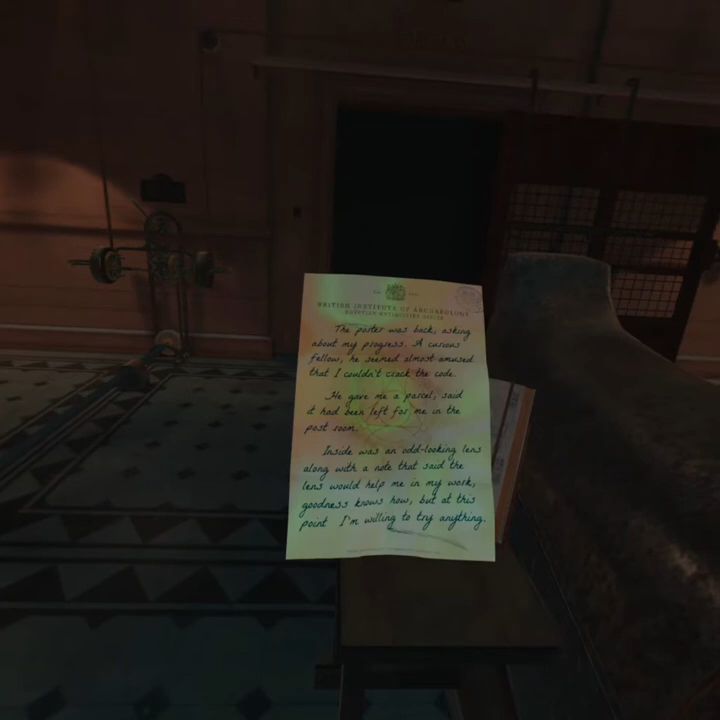 BRITISH INSTITUTE OF ARCHAEOLOGY
EGYPTIAN ANTIQUITIES OFFICE
The porter was back, asking
about my progress. A curious
fellow, he seemed almost amused
that I couldn't crack the code.
He gave me a parcel, said
it had been left for me in the
post room.
Inside was an odd-looking lens
along with a note that said the
lens would help me in my work,
goodness knows how, but at this
point I'm willing to try anything.